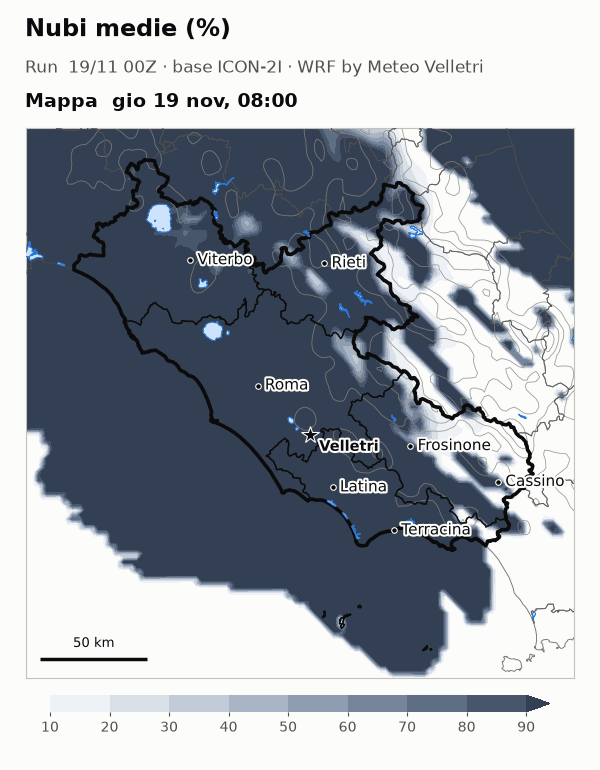 Nubi medie (%)
Run 19/11 00Z · base ICON-2I · WRF by Meteo Velletri
Mappa gio 19 nov, 08:00
Viterbo
Rieti
Roma
Velletri
Frosinone
Cassino
Latina
Terracina
50 km
10 20 30 40 50 60 70 80 90